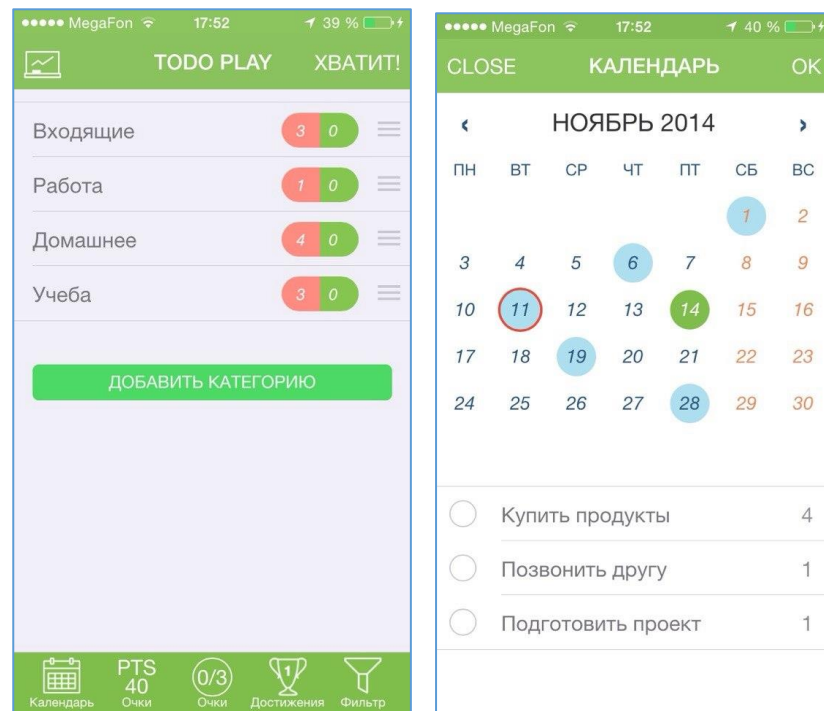 MegaFon 17:52 39 %
TODO PLAY ХВАТИТ!
Входящие 3 0
Работа 1 0
Домашнее 4 0
Учеба 3 0
ДОБАВИТЬ КАТЕГОРИЮ
PTS
40 0/3 1
Календарь Очки Очки Достижения Фильтр
MegaFon 17:52 40 %
CLOSE КАЛЕНДАРЬ OK
‹ НОЯБРЬ 2014 ›
ПН ВТ СР ЧТ ПТ СБ ВС
1 2
3 4 5 6 7 8 9
10 11 12 13 14 15 16
17 18 19 20 21 22 23
24 25 26 27 28 29 30
Купить продукты 4
Позвонить другу 1
Подготовить проект 1